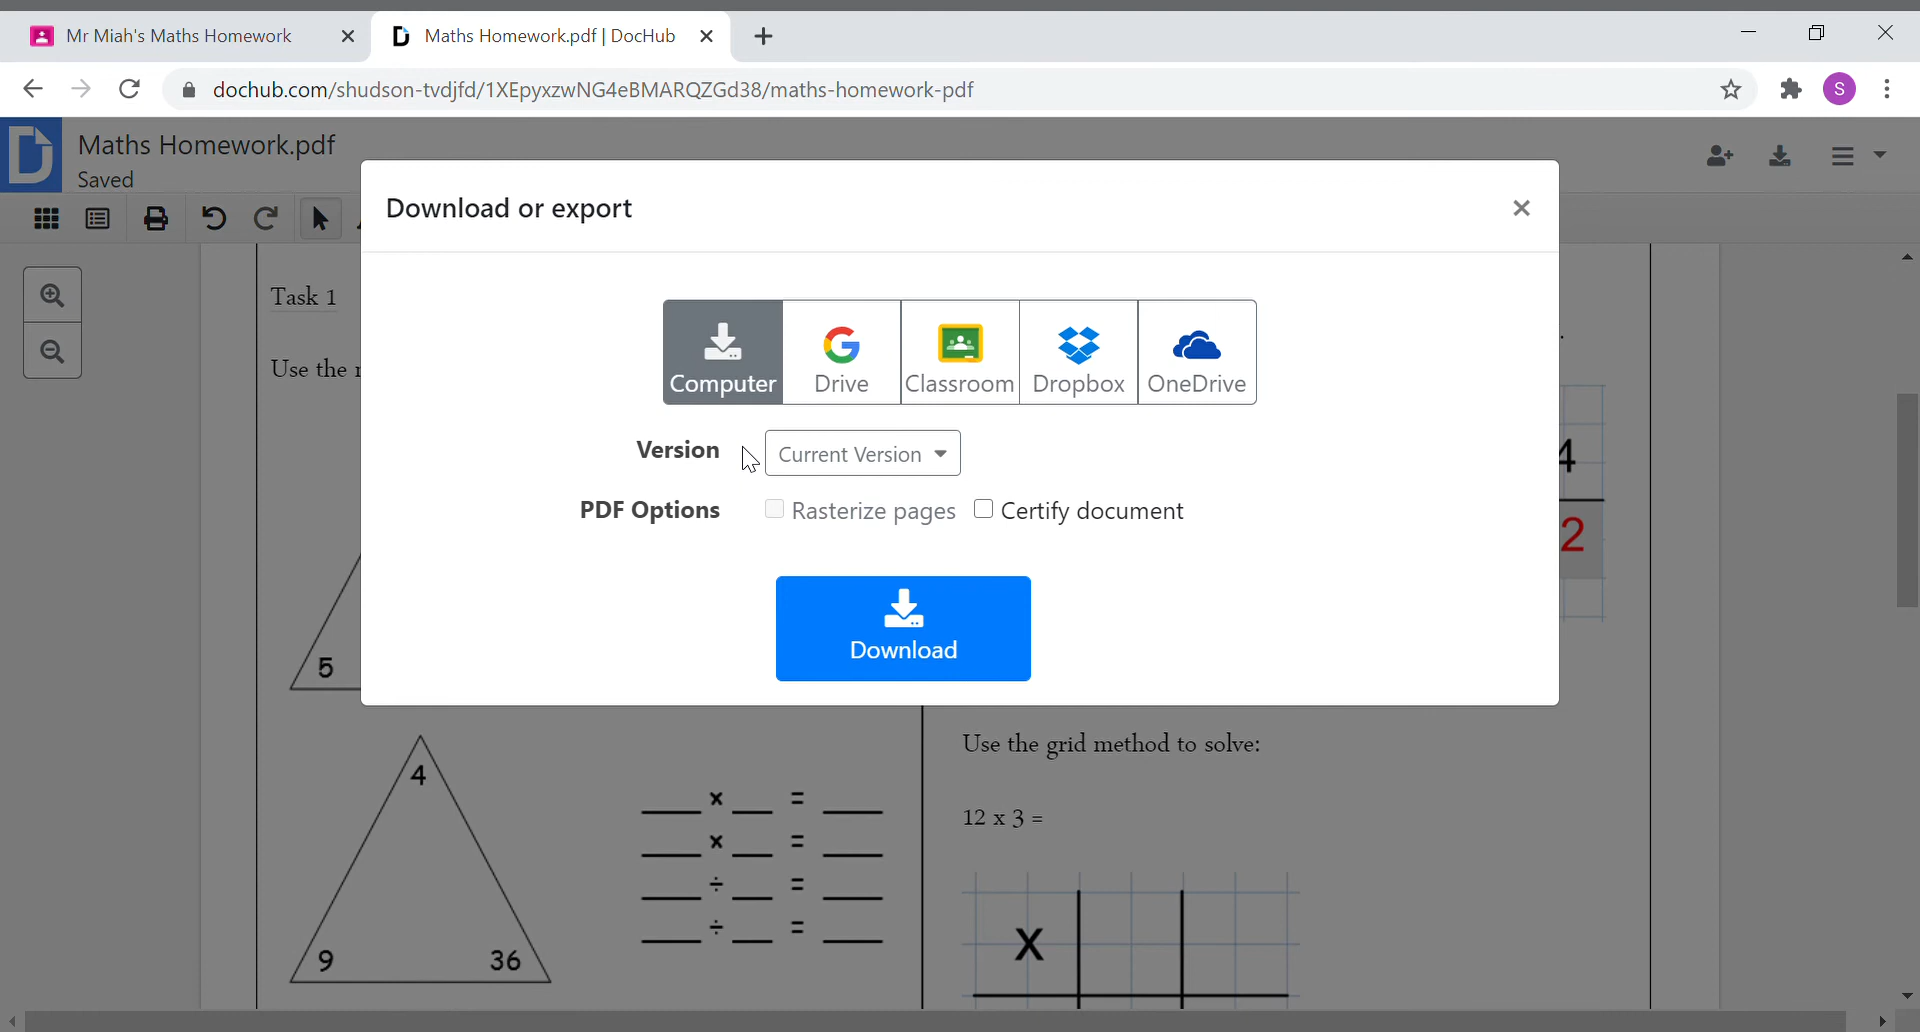 Mr Miah's Maths Homework
Maths Homework.pdf | DocHub
dochub.com/shudson-tvdjfd/1XEpyxzwNG4eBMARQZGd38/maths-homework-pdf
S
Maths Homework.pdf
Saved
Download or export
Computer
Drive
Classroom
Dropbox
OneDrive
Version
Current Version
PDF Options
Rasterize pages
Certify document
Download
Task 1
Use the
5
4
9
36
x =
x =
÷ =
÷ =
4
2
Use the grid method to solve:
12 x 3 =
X